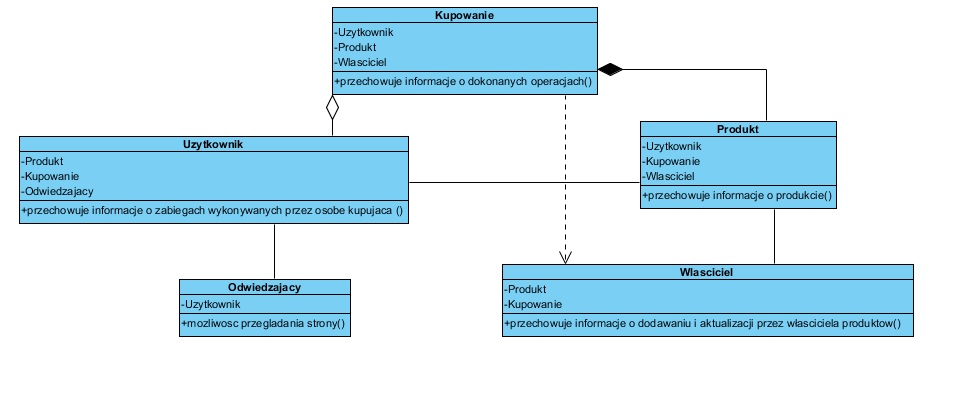 Kupowanie
-Uzytkownik
-Produkt
-Wlasciciel
+przechowuje informacje o dokonanych operacjach()
Uzytkownik
-Produkt
-Kupowanie
-Odwiedzajacy
+przechowuje informacje o zabiegach wykonywanych przez osobe kupujaca ()
Produkt
-Uzytkownik
-Kupowanie
-Wlasciciel
+przechowuje informacje o produkcie()
Odwiedzajacy
-Uzytkownik
+mozliwosc przegladania strony()
Wlasciciel
-Produkt
-Kupowanie
+przechowuje informacje o dodawaniu i aktualizacji przez własciciela produktow()